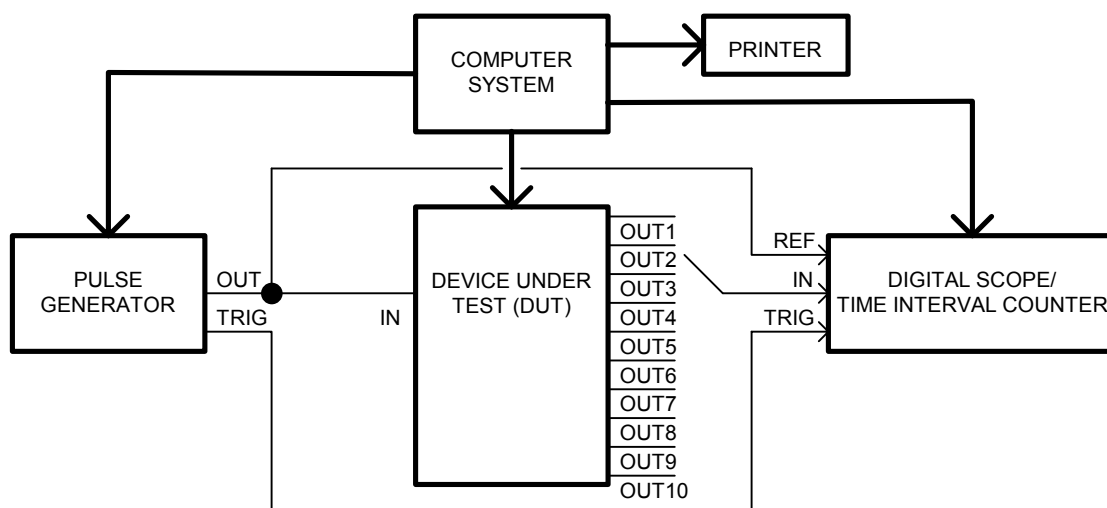 COMPUTER
SYSTEM
PRINTER
PULSE
GENERATOR
OUT
TRIG
IN
DEVICE UNDER
TEST (DUT)
OUT1
OUT2
OUT3
OUT4
OUT5
OUT6
OUT7
OUT8
OUT9
OUT10
REF
IN
TRIG
DIGITAL SCOPE/
TIME INTERVAL COUNTER